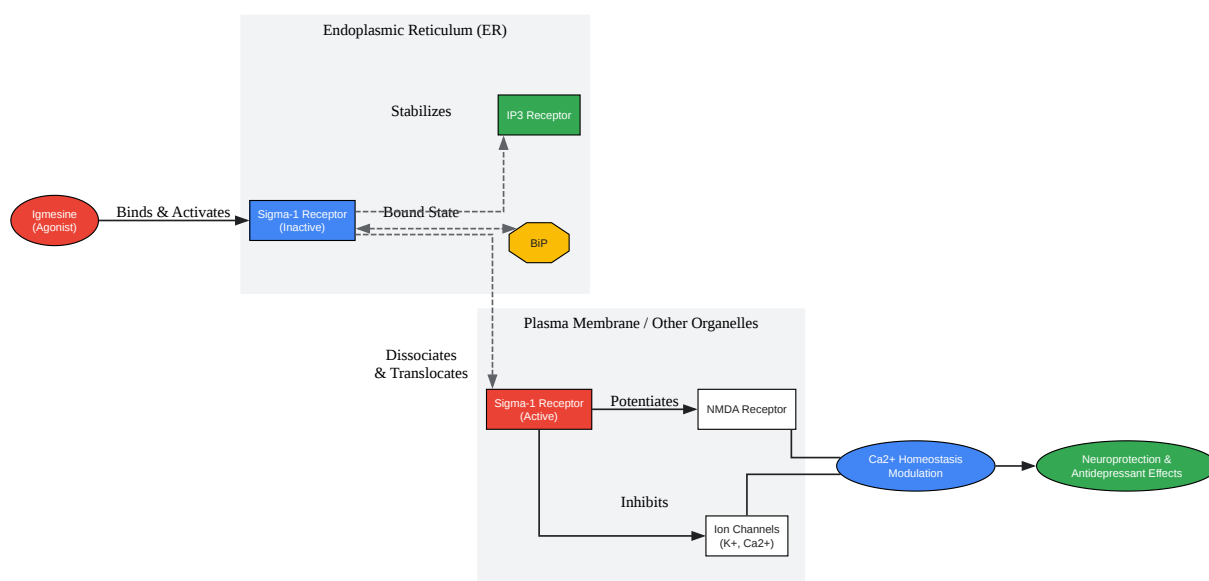 Endoplasmic Reticulum (ER)
Stabilizes
IP3 Receptor
Igmesine
(Agonist)
Binds & Activates
Sigma-1 Receptor
(Inactive)
Bound State
BiP
Plasma Membrane / Other Organelles
Dissociates
& Translocates
Sigma-1 Receptor
(Active)
Potentiates
NMDA Receptor
Ca2+ Homeostasis
Modulation
Neuroprotection &
Antidepressant Effects
Inhibits
Ion Channels
(K+, Ca2+)